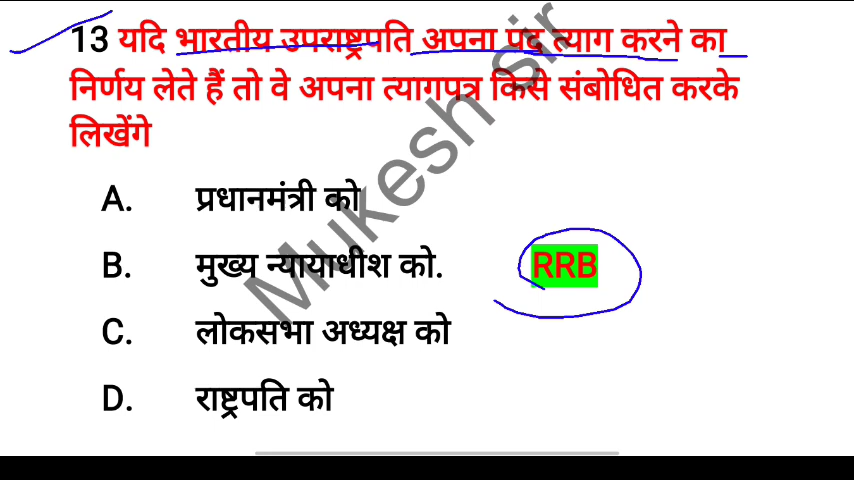 13 यदि भारतीय उपराष्ट्रपति अपना पद त्याग करने का
निर्णय लेते हैं तो वे अपना त्यागपत्र किसे संबोधित करके
लिखेंगे
A. प्रधानमंत्री को
B. मुख्य न्यायाधीश को. RRB
C. लोकसभा अध्यक्ष को
D. राष्ट्रपति को
Mukesh sir